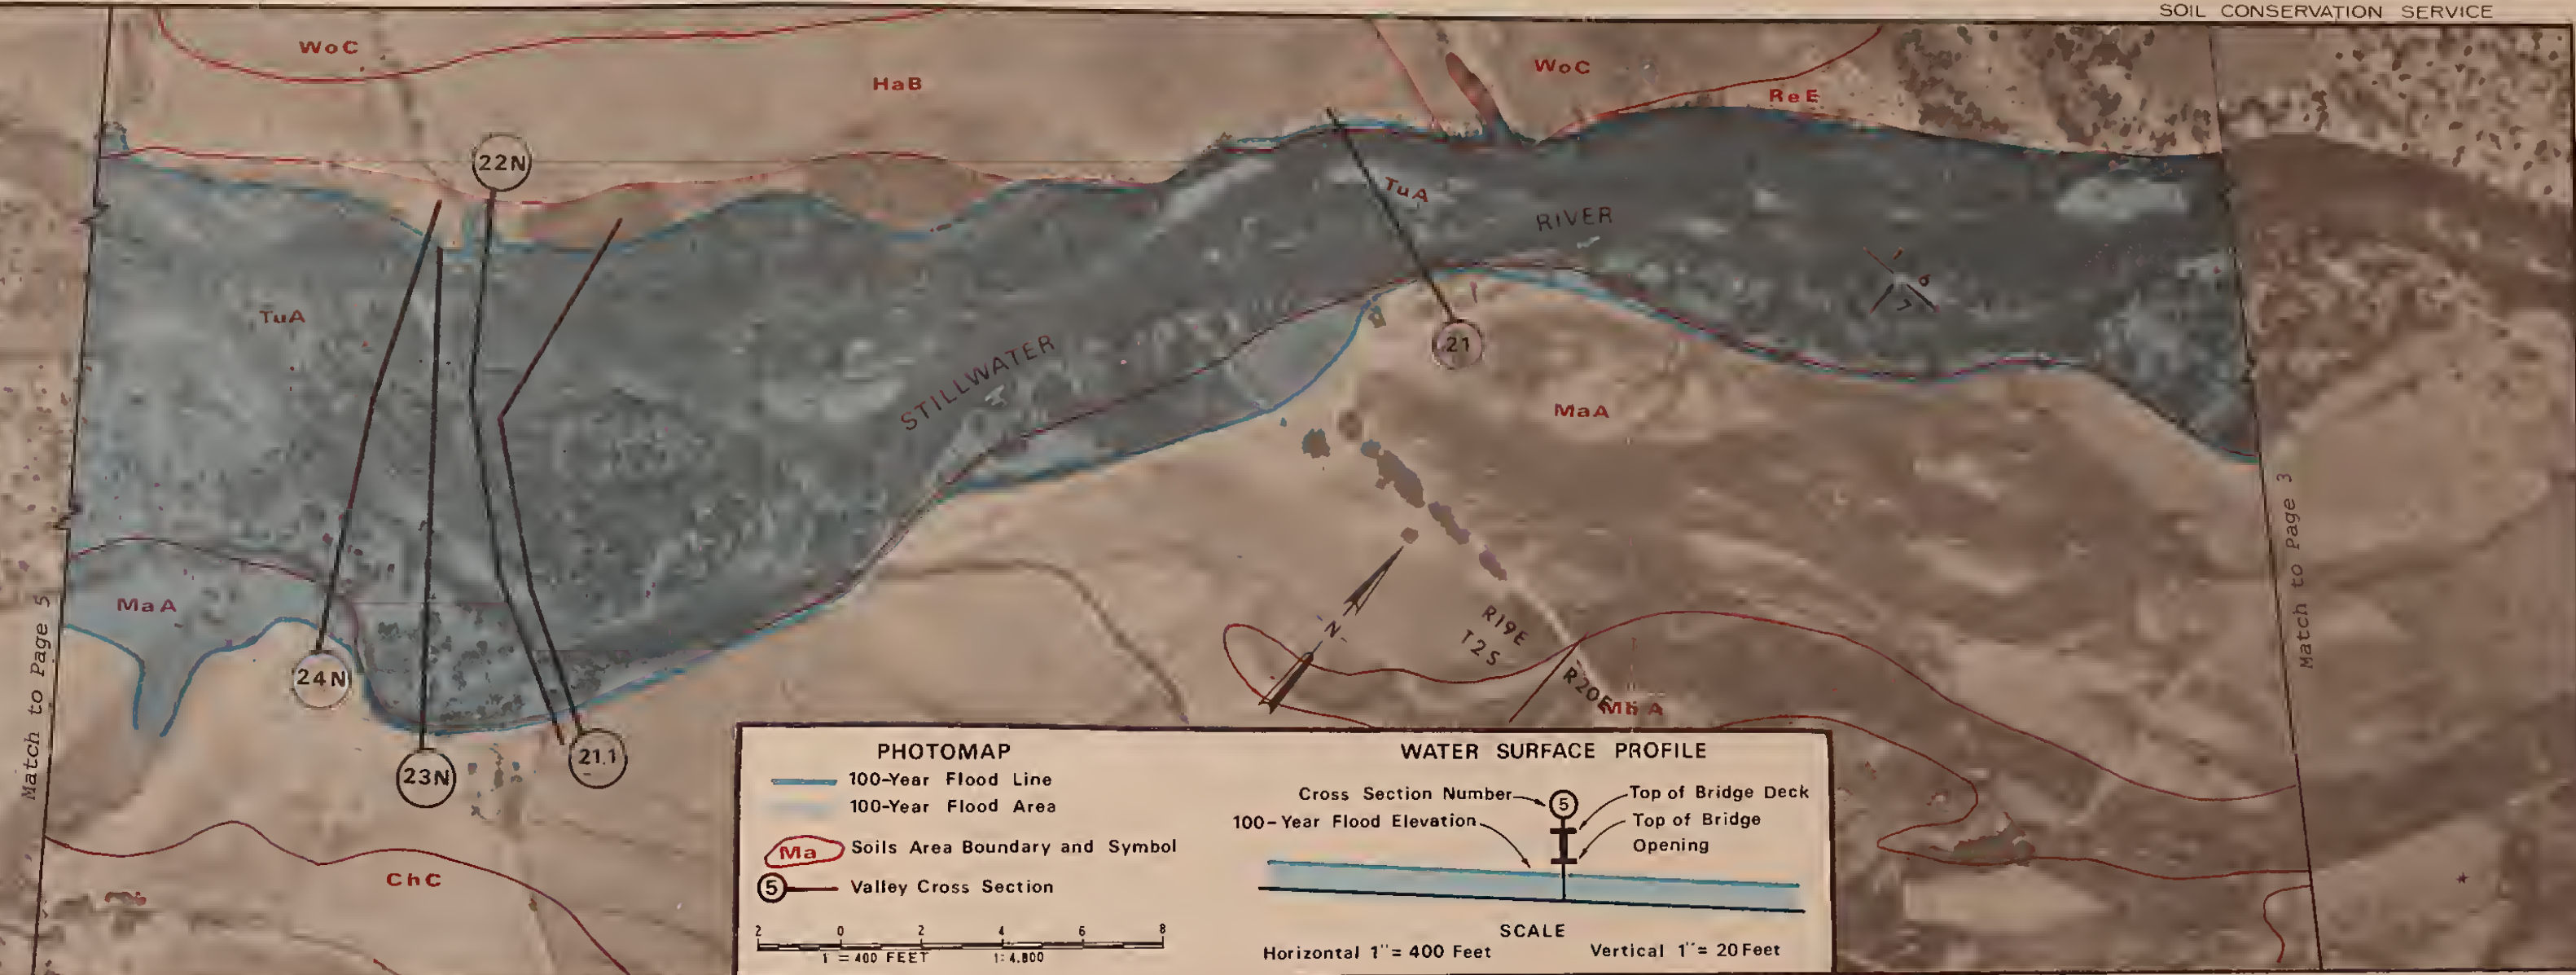 SOIL CONSERVATION SERVICE
WoC
HaB
WoC
ReE
22N
TuA
RIVER
TuA
STILLWATER
21
MaA
6
7
MaA
N
R19E
T2S
R20E
MbA
24N
23N
21.1
ChC
Match to Page 5
Match to Page 3
PHOTOMAP
100-Year Flood Line
100-Year Flood Area
Ma Soils Area Boundary and Symbol
5 Valley Cross Section
2 0 2 4 6 8
1" = 400 FEET 1:4,800
WATER SURFACE PROFILE
Cross Section Number
5
Top of Bridge Deck
100-Year Flood Elevation
Top of Bridge
Opening
SCALE
Horizontal 1"= 400 Feet Vertical 1"= 20 Feet